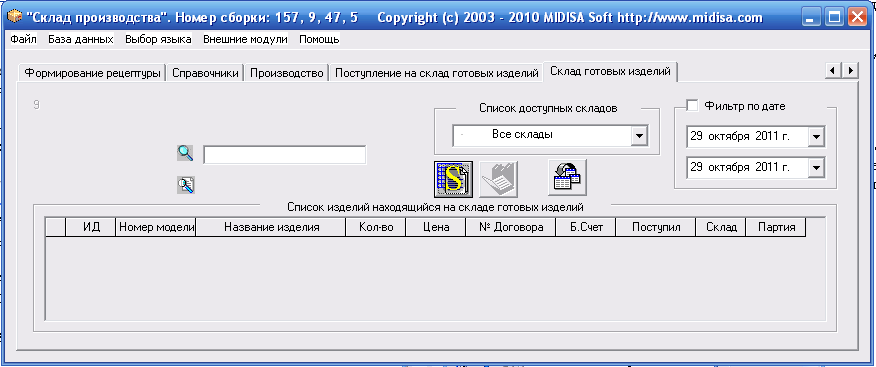 "Склад производства". Номер сборки: 157, 9, 47, 5 Copyright (c) 2003 - 2010 MIDISA Soft http://www.midisa.com
Файл База данных Выбор языка Внешние модули Помощь
Формирование рецептуры Справочники Производство Поступление на склад готовых изделий Склад готовых изделий
9
Список доступных складов
Фильтр по дате
Все склады
29 октября 2011 г.
29 октября 2011 г.
Список изделий находящийся на складе готовых изделий
ИД Номер модели Название изделия Кол-во Цена № Договора Б.Счет Поступил Склад Партия